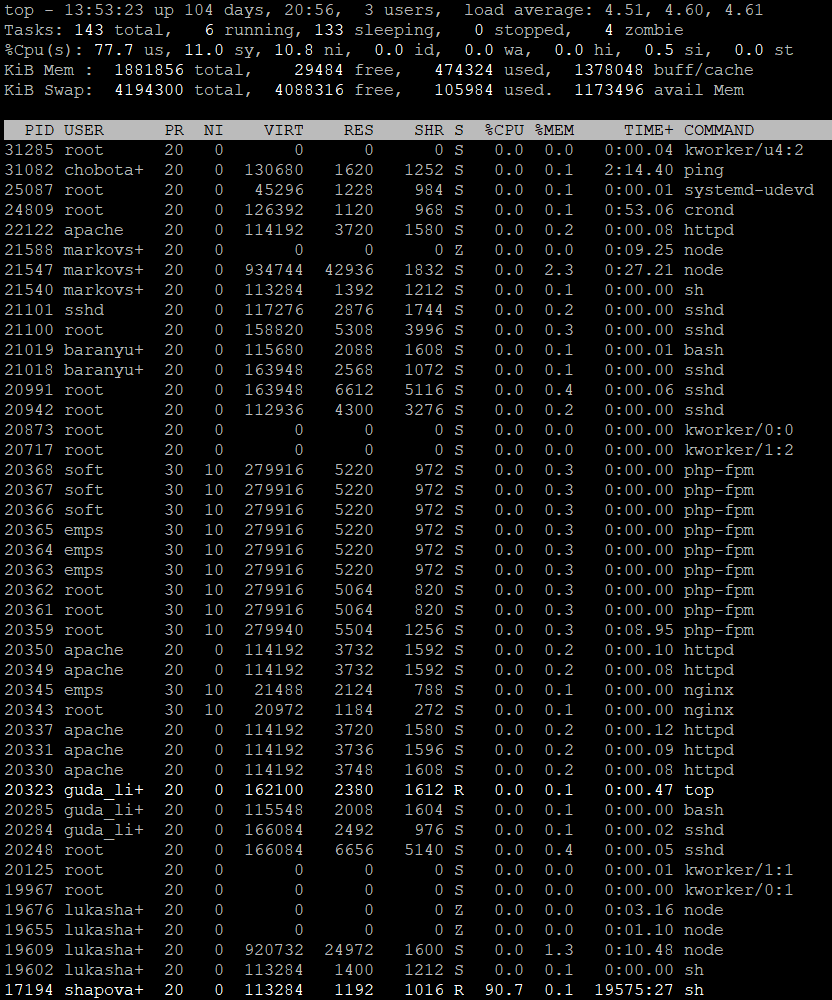 top - 13:53:23 up 104 days, 20:56,  3 users,  load average: 4.51, 4.60, 4.61
Tasks: 143 total,   6 running, 133 sleeping,   0 stopped,   4 zombie
%Cpu(s): 77.7 us, 11.0 sy, 10.8 ni,  0.0 id,  0.0 wa,  0.0 hi,  0.5 si,  0.0 st
KiB Mem :  1881856 total,    29484 free,   474324 used,  1378048 buff/cache
KiB Swap:  4194300 total,  4088316 free,   105984 used.  1173496 avail Mem
  PID USER      PR  NI    VIRT    RES    SHR S  %CPU %MEM     TIME+ COMMAND
31285 root      20   0       0      0      0 S   0.0  0.0   0:00.04 kworker/u4:2
31082 chobota+  20   0  130680   1620   1252 S   0.0  0.1   2:14.40 ping
25087 root      20   0   45296   1228    984 S   0.0  0.1   0:00.01 systemd-udevd
24809 root      20   0  126392   1120    968 S   0.0  0.1   0:53.06 crond
22122 apache    20   0  114192   3720   1580 S   0.0  0.2   0:00.08 httpd
21588 markovs+  20   0       0      0      0 Z   0.0  0.0   0:09.25 node
21547 markovs+  20   0  934744  42936   1832 S   0.0  2.3   0:27.21 node
21540 markovs+  20   0  113284   1392   1212 S   0.0  0.1   0:00.00 sh
21101 sshd      20   0  117276   2876   1744 S   0.0  0.2   0:00.00 sshd
21100 root      20   0  158820   5308   3996 S   0.0  0.3   0:00.00 sshd
21019 baranyu+  20   0  115680   2088   1608 S   0.0  0.1   0:00.01 bash
21018 baranyu+  20   0  163948   2568   1072 S   0.0  0.1   0:00.00 sshd
20991 root      20   0  163948   6612   5116 S   0.0  0.4   0:00.06 sshd
20942 root      20   0  112936   4300   3276 S   0.0  0.2   0:00.00 sshd
20873 root      20   0       0      0      0 S   0.0  0.0   0:00.00 kworker/0:0
20717 root      20   0       0      0      0 S   0.0  0.0   0:00.00 kworker/1:2
20368 soft      30  10  279916   5220    972 S   0.0  0.3   0:00.00 php-fpm
20367 soft      30  10  279916   5220    972 S   0.0  0.3   0:00.00 php-fpm
20366 soft      30  10  279916   5220    972 S   0.0  0.3   0:00.00 php-fpm
20365 emps      30  10  279916   5220    972 S   0.0  0.3   0:00.00 php-fpm
20364 emps      30  10  279916   5220    972 S   0.0  0.3   0:00.00 php-fpm
20363 emps      30  10  279916   5220    972 S   0.0  0.3   0:00.00 php-fpm
20362 root      30  10  279916   5064    820 S   0.0  0.3   0:00.00 php-fpm
20361 root      30  10  279916   5064    820 S   0.0  0.3   0:00.00 php-fpm
20359 root      30  10  279940   5504   1256 S   0.0  0.3   0:08.95 php-fpm
20350 apache    20   0  114192   3732   1592 S   0.0  0.2   0:00.10 httpd
20349 apache    20   0  114192   3732   1592 S   0.0  0.2   0:00.08 httpd
20345 emps      30  10   21488   2124    788 S   0.0  0.1   0:00.00 nginx
20343 root      30  10   20972   1184    272 S   0.0  0.1   0:00.00 nginx
20337 apache    20   0  114192   3720   1580 S   0.0  0.2   0:00.12 httpd
20331 apache    20   0  114192   3736   1596 S   0.0  0.2   0:00.09 httpd
20330 apache    20   0  114192   3748   1608 S   0.0  0.2   0:00.08 httpd
20323 guda_li+  20   0  162100   2380   1612 R   0.0  0.1   0:00.47 top
20285 guda_li+  20   0  115548   2008   1604 S   0.0  0.1   0:00.00 bash
20284 guda_li+  20   0  166084   2492    976 S   0.0  0.1   0:00.02 sshd
20248 root      20   0  166084   6656   5140 S   0.0  0.4   0:00.05 sshd
20125 root      20   0       0      0      0 S   0.0  0.0   0:00.01 kworker/1:1
19967 root      20   0       0      0      0 S   0.0  0.0   0:00.00 kworker/0:1
19676 lukasha+  20   0       0      0      0 Z   0.0  0.0   0:03.16 node
19655 lukasha+  20   0       0      0      0 Z   0.0  0.0   0:01.10 node
19609 lukasha+  20   0  920732  24972   1600 S   0.0  1.3   0:10.48 node
19602 lukasha+  20   0  113284   1400   1212 S   0.0  0.1   0:00.00 sh
17194 shapova+  20   0  113284   1192   1016 R  90.7  0.1  19575:27 sh